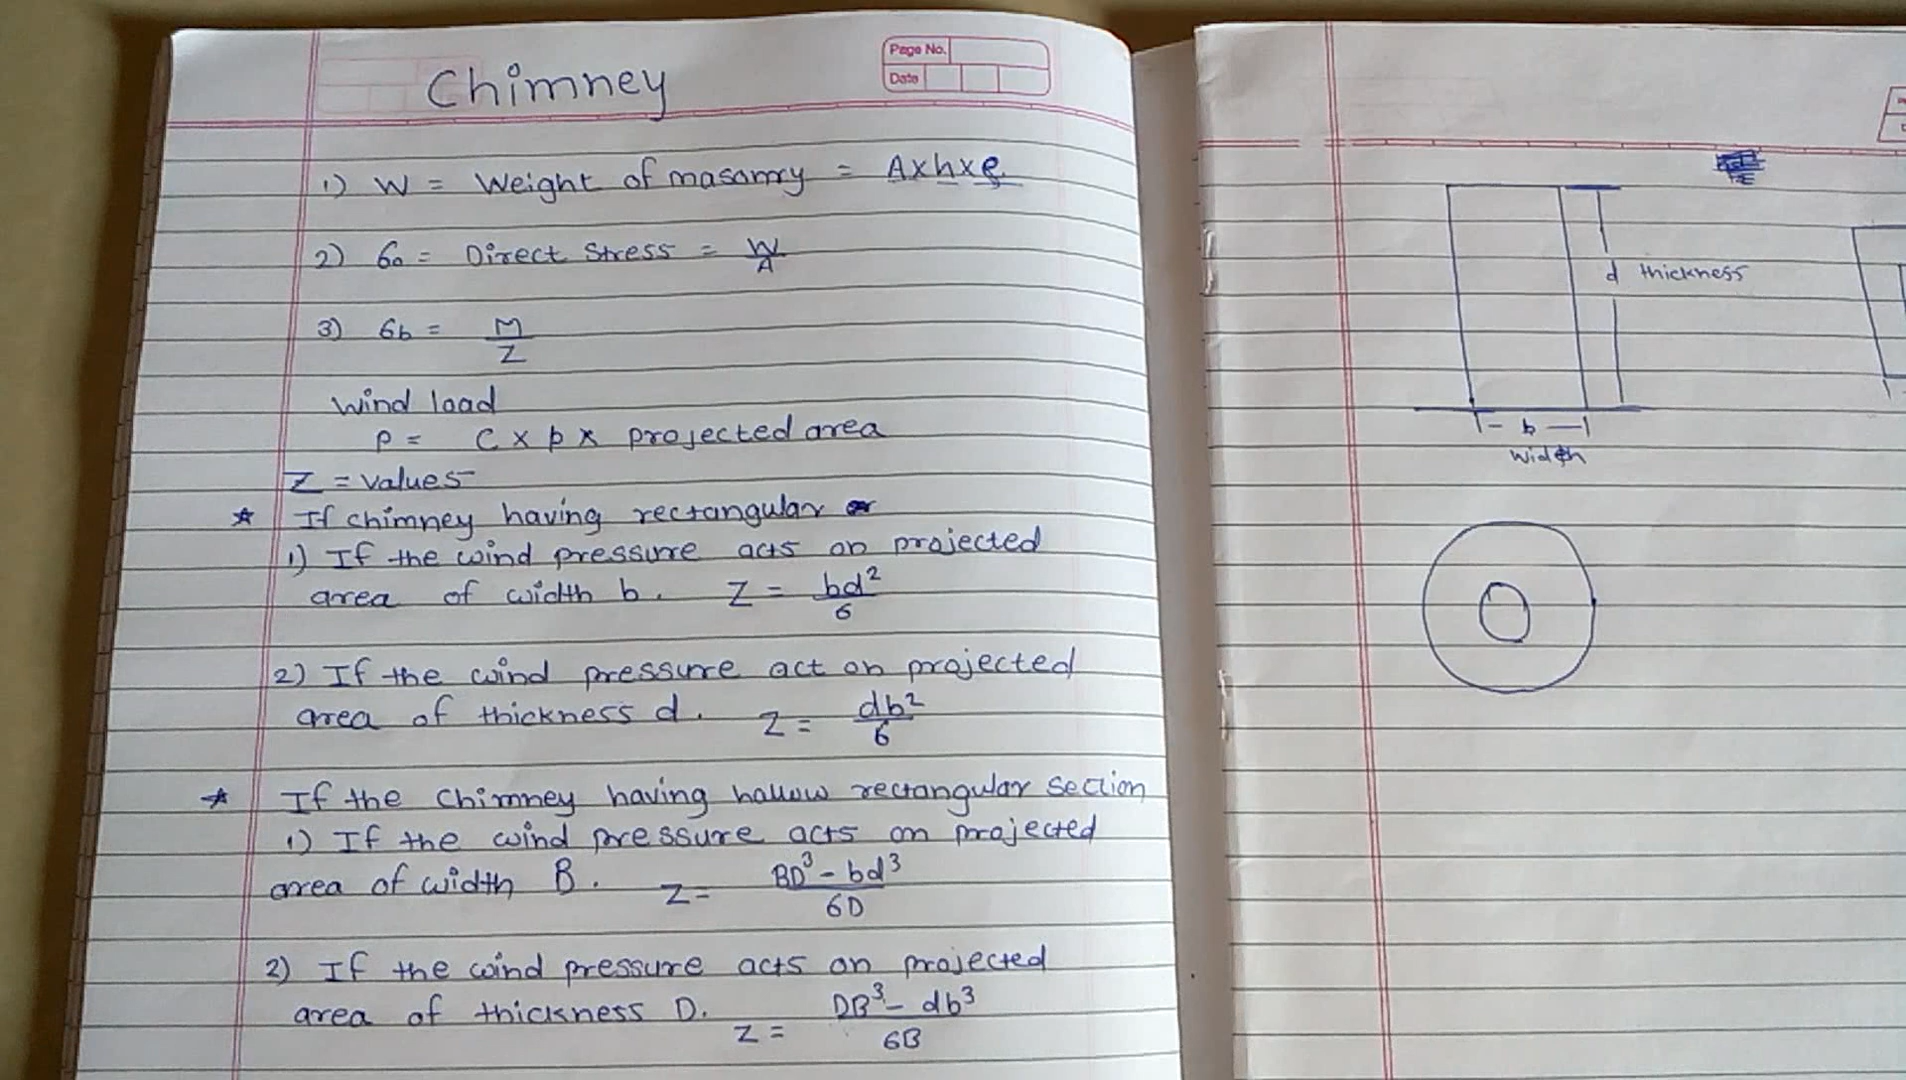 Chimney
Page No.
Date
1) W = Weight of masonry = A x h x ρ
2) σo = Direct Stress = W/A
3) σb = M/Z
Wind load
P = C x p x projected area
Z = values
* If chimney having rectangular
1) If the wind pressure acts on projected
area of width b. Z = bd²/6
2) If the wind pressure act on projected
area of thickness d. Z = db²/6
* If the Chimney having hollow rectangular section
1) If the wind pressure acts on projected
area of width B. Z = BD³ - bd³/6D
2) If the wind pressure acts on projected
area of thickness D. Z = DB³ - db³/6B
d thickness
b
width